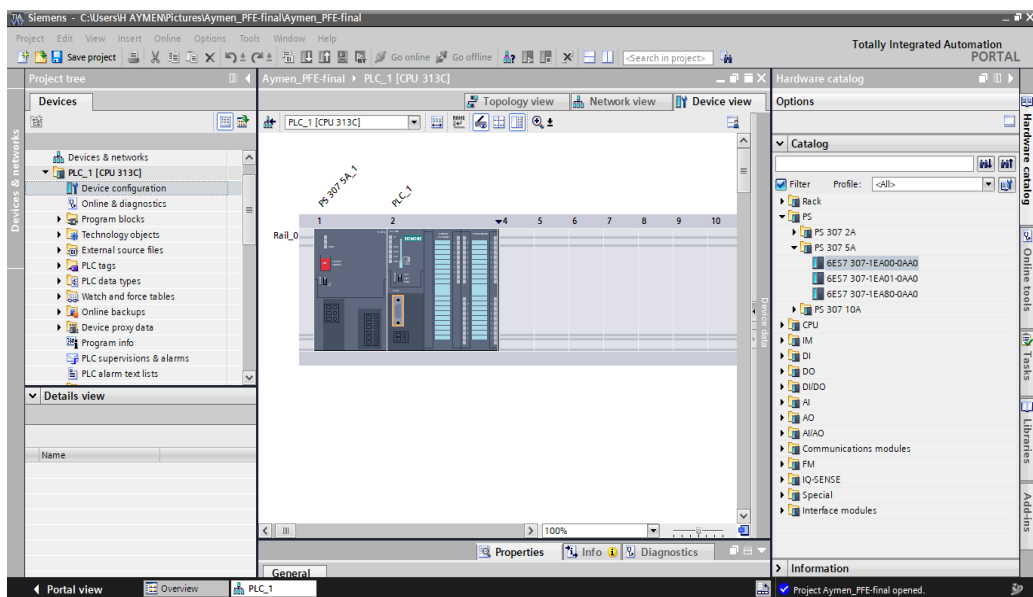 Siemens - C:\Users\H AYMEN\Pictures\Aymen_PFE-final\Aymen_PFE-final
Project Edit View Insert Online Options Tools Window Help
Totally Integrated Automation
PORTAL
Save project
Go online
Go offline
<Search in project>
Project tree
Aymen_PFE-final
PLC_1 [CPU 313C]
Hardware catalog
Devices
Topology view
Network view
Device view
Options
PLC_1 [CPU 313C]
Devices & networks
Devices & networks
PLC_1 [CPU 313C]
Device configuration
Online & diagnostics
Program blocks
Technology objects
External source files
PLC tags
PLC data types
Watch and force tables
Online backups
Device proxy data
Program info
PLC supervisions & alarms
PLC alarm text lists
Details view
Name
PS 307 5A_1
PLC_1
1 2 4 5 6 7 8 9 10
Rail_0
SIEMENS
100%
Device data
Properties
Info
Diagnostics
General
Catalog
Filter Profile: <All>
Rack
PS
PS 307 2A
PS 307 5A
6ES7 307-1EA00-0AA0
6ES7 307-1EA01-0AA0
6ES7 307-1EA80-0AA0
PS 307 10A
CPU
IM
DI
DO
DI/DO
AI
AO
AI/AO
Communications modules
FM
IQ-SENSE
Special
Interface modules
Information
Hardware catalog
Online tools
Tasks
Libraries
Add-ins
Portal view
Overview
PLC_1
Project Aymen_PFE-final opened.